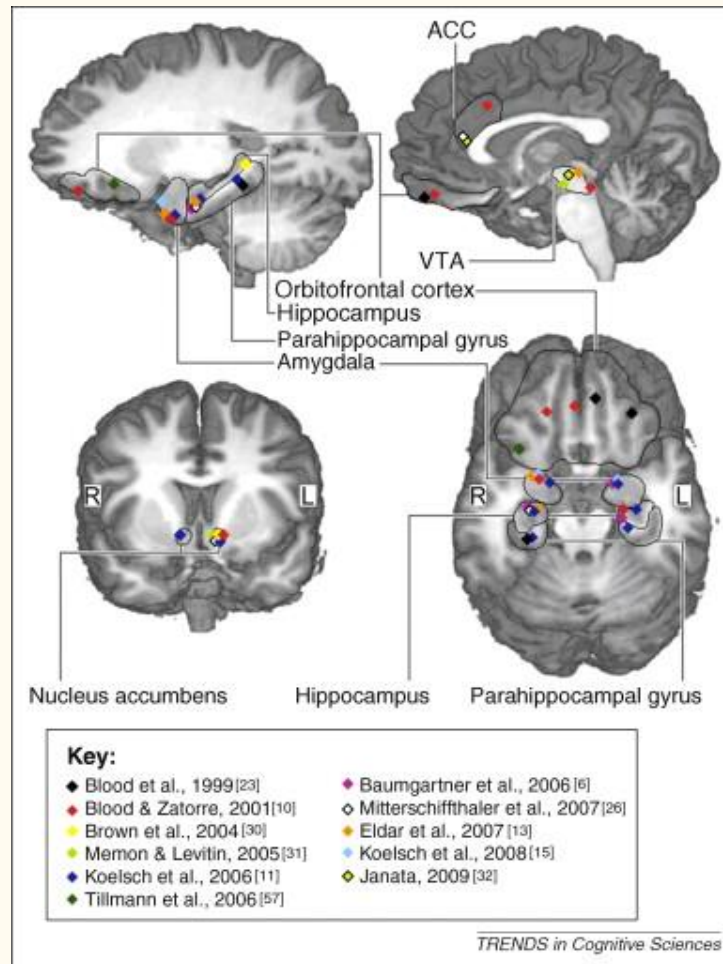 ACC
VTA
Orbitofrontal cortex
Hippocampus
Parahippocampal gyrus
Amygdala
R
L
R
L
Nucleus accumbens
Hippocampus
Parahippocampal gyrus
Key:
Blood et al., 1999 [23]
Blood & Zatorre, 2001 [10]
Brown et al., 2004 [30]
Memon & Levitin, 2005 [31]
Koelsch et al., 2006 [11]
Tillmann et al., 2006 [57]
Baumgartner et al., 2006 [6]
Mitterschiffthaler et al., 2007 [26]
Eldar et al., 2007 [13]
Koelsch et al., 2008 [15]
Janata, 2009 [32]
TRENDS in Cognitive Sciences